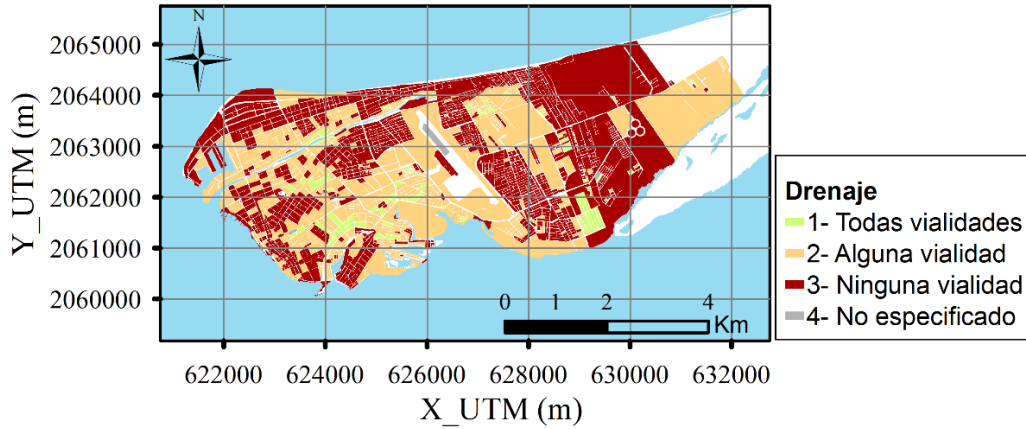 N
2065000
2064000
2063000
2062000
2061000
2060000
Y_UTM (m)
0 1 2 4
Km
622000 624000 626000 628000 630000 632000
X_UTM (m)
Drenaje
1- Todas vialidades
2- Alguna vialidad
3- Ninguna vialidad
4- No especificado